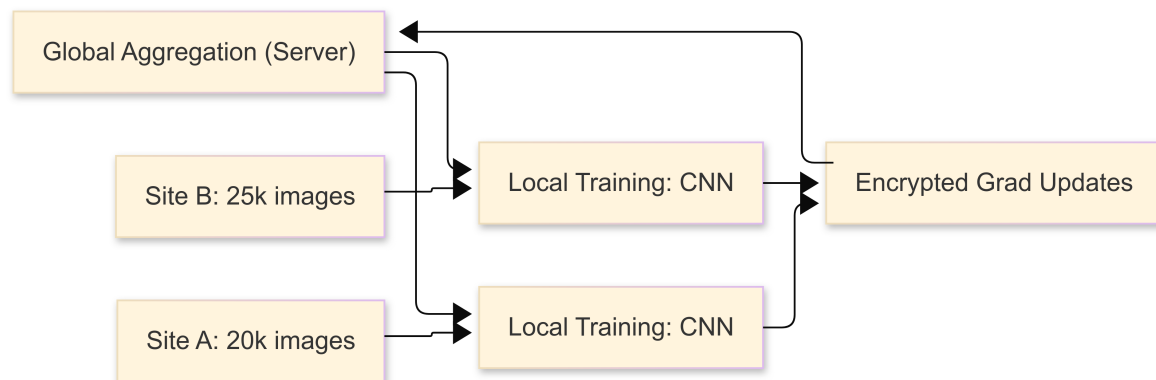 Global Aggregation (Server)
Site B: 25k images
Local Training: CNN
Encrypted Grad Updates
Site A: 20k images
Local Training: CNN